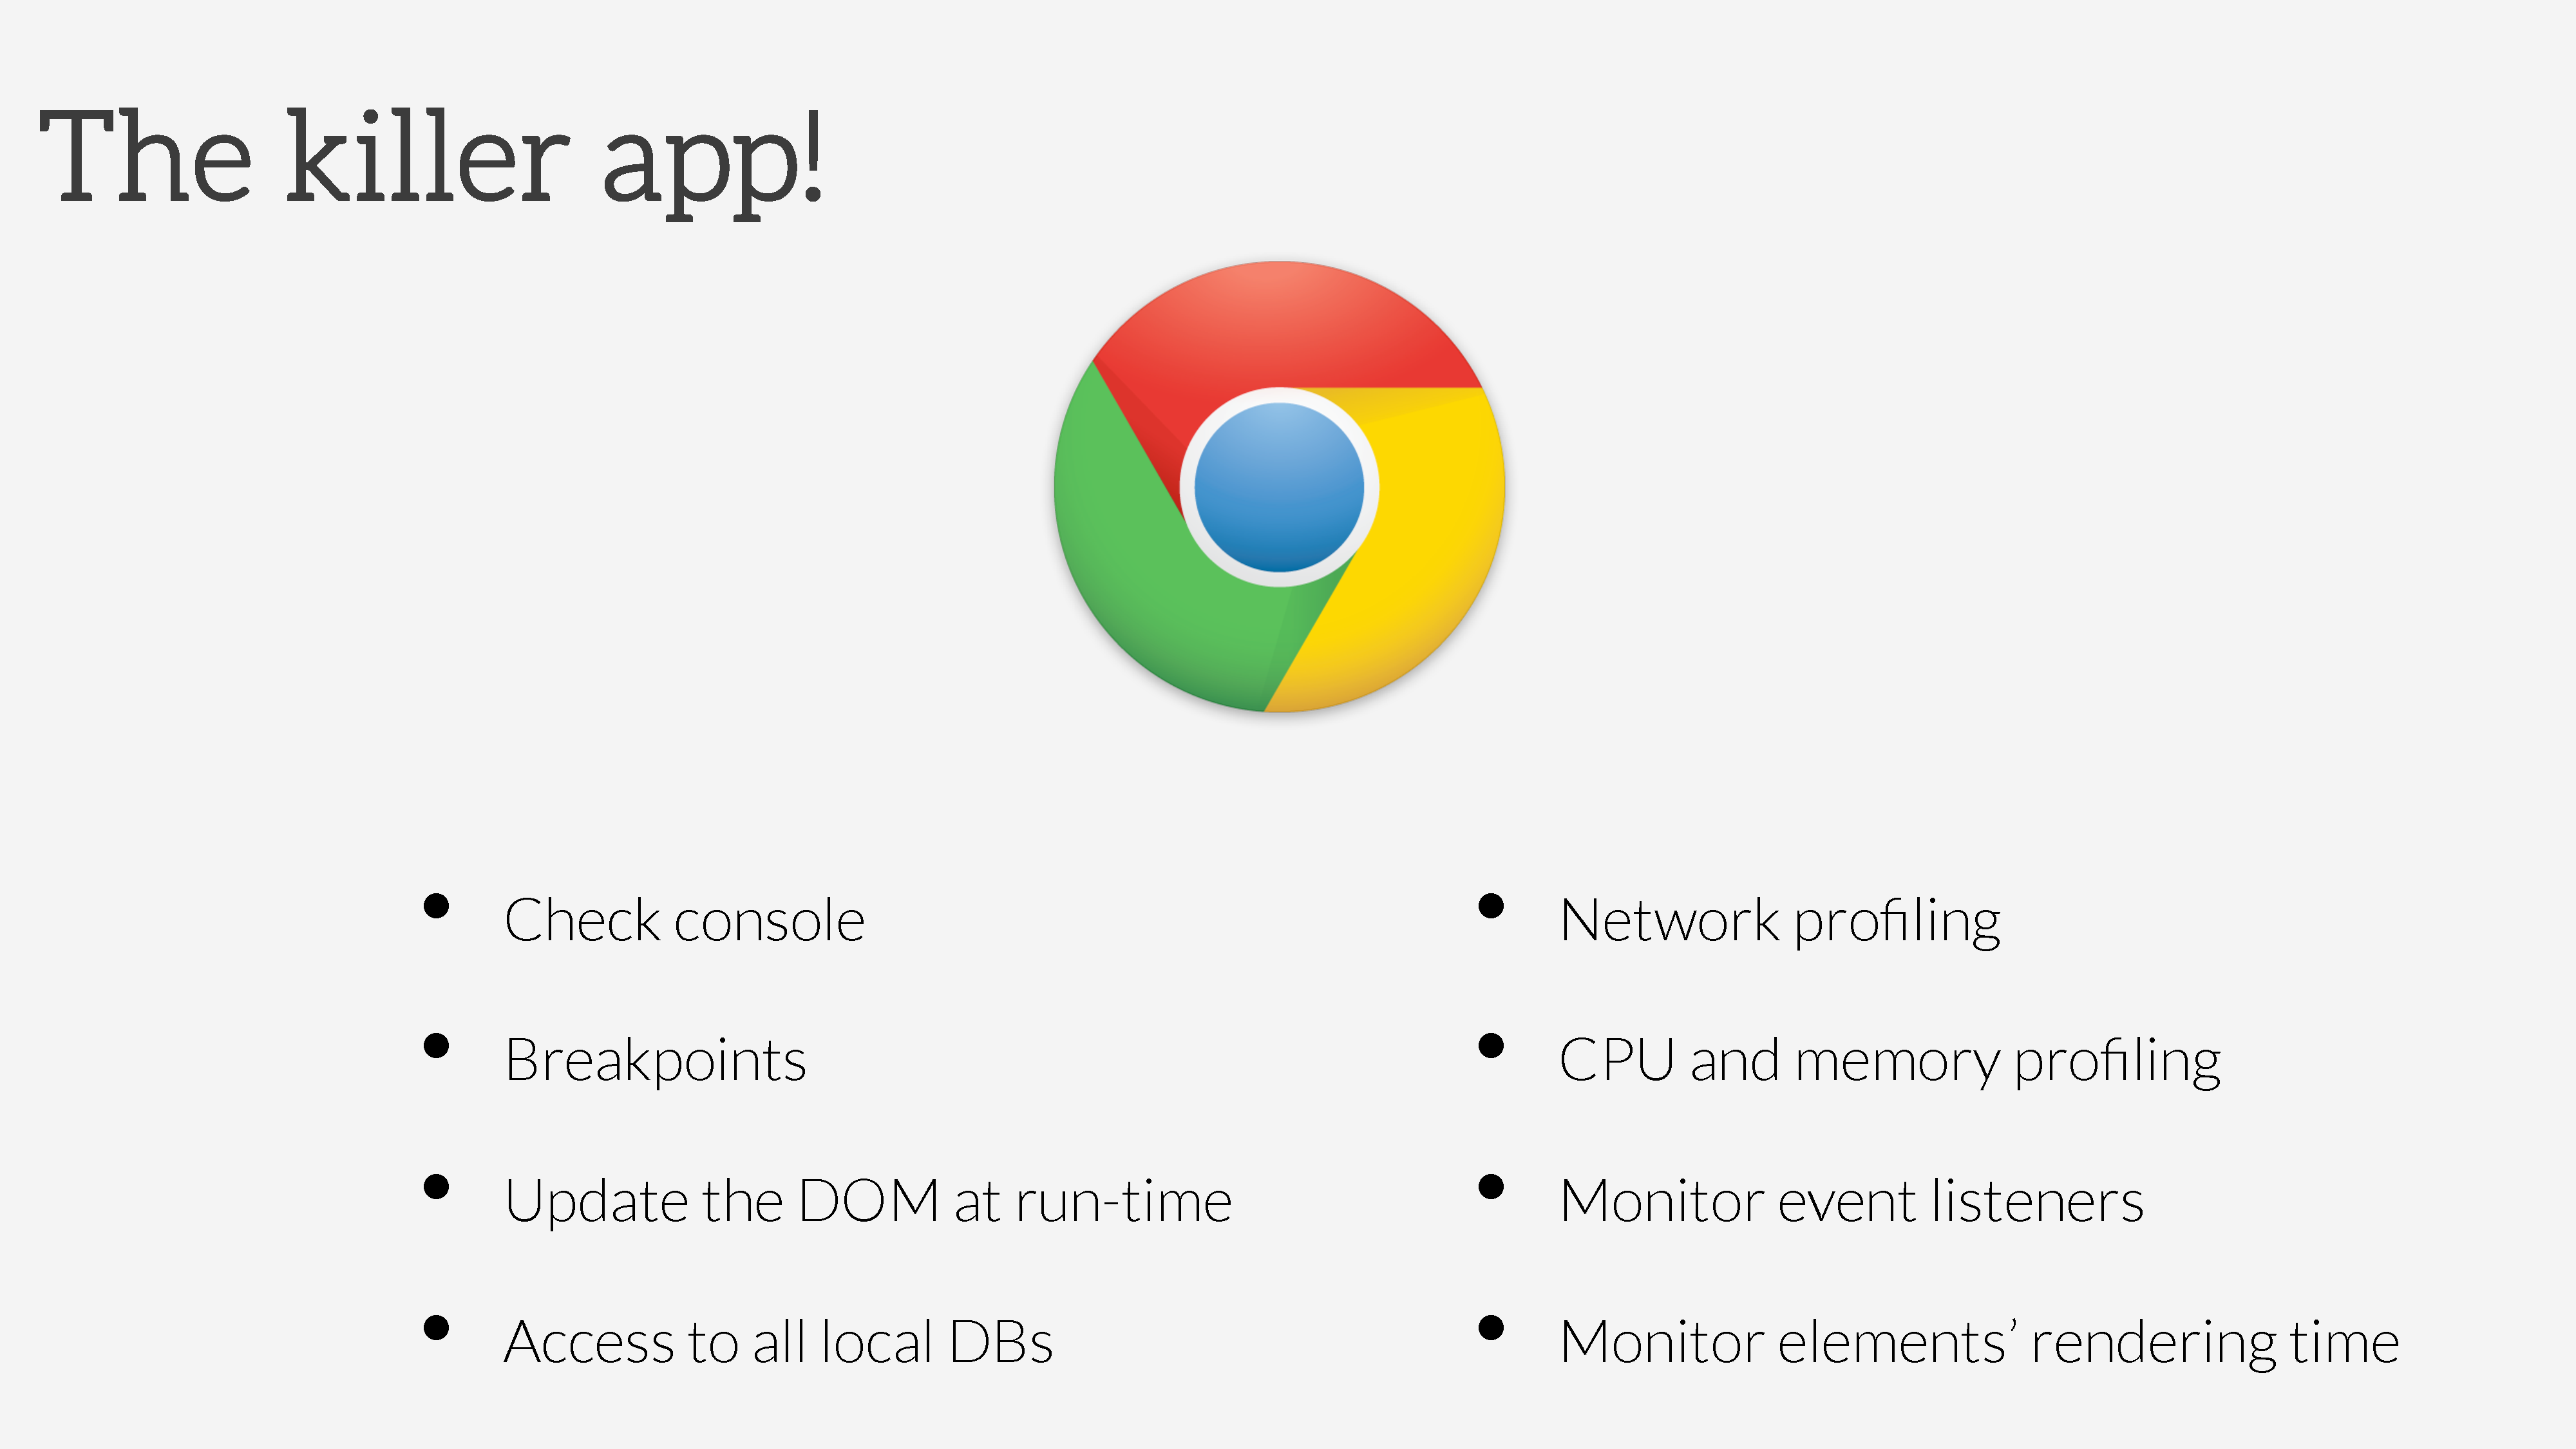 The killer app!
• Check console
• Breakpoints
• Update the DOM at run-time
• Access to all local DBs
• Network profiling
• CPU and memory profiling
• Monitor event listeners
• Monitor elements’ rendering time